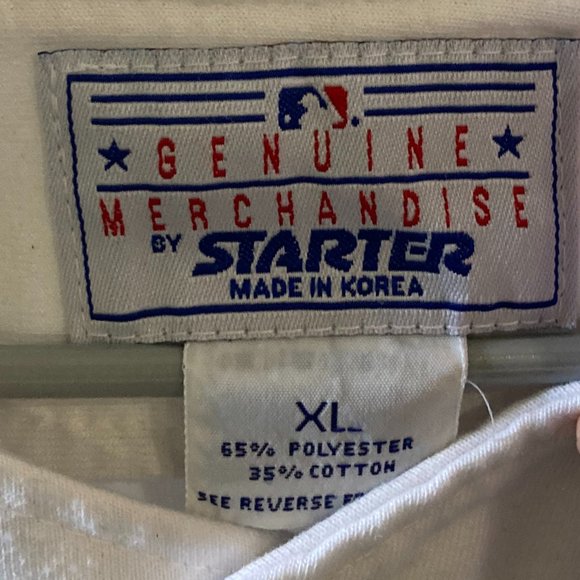 GENUINE
MERCHANDISE
BY STARTER
MADE IN KOREA
XL
65% POLYESTER
35% COTTON
SEE REVERSE